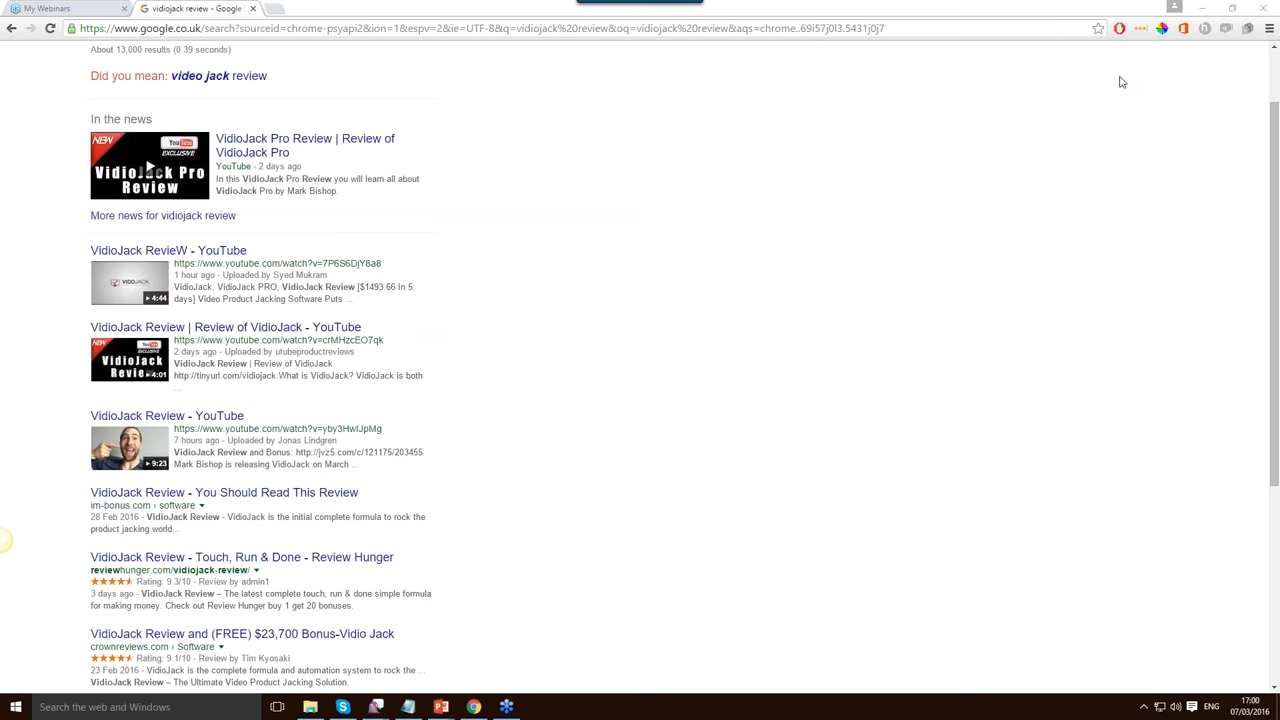 My Webinars
vidiojack review - Google
https://www.google.co.uk/search?sourceid=chrome-psyapi2&ion=1&espv=2&ie=UTF-8&q=vidiojack%20review&oq=vidiojack%20review&aqs=chrome..69i57j0l3.5431j0j7
About 13,000 results (0.39 seconds)
Did you mean: video jack review
In the news
NEW
YouTube
EXCLUSIVE
VidioJack Pro
Review
VidioJack Pro Review | Review of
VidioJack Pro
YouTube - 2 days ago
In this VidioJack Pro Review you will learn all about
VidioJack Pro by Mark Bishop.
More news for vidiojack review
VidioJack RevieW - YouTube
https://www.youtube.com/watch?v=7P6S6DjY8a8
1 hour ago - Uploaded by Syed Mukram
VidioJack, VidioJack PRO, VidioJack Review [$1493.66 In 5
days] Video Product Jacking Software Puts ...
VIDIOJACK
4:44
VidioJack Review | Review of VidioJack - YouTube
https://www.youtube.com/watch?v=crMHzcEO7qk
2 days ago - Uploaded by utubeproductreviews
VidioJack Review | Review of VidioJack
http://tinyurl.com/vidiojack What is VidioJack? VidioJack is both
...
NEW
YouTube
EXCLUSIVE
VidioJack
Review
4:01
VidioJack Review - YouTube
https://www.youtube.com/watch?v=yby3HwIJpMg
7 hours ago - Uploaded by Jonas Lindgren
VidioJack Review and Bonus: http://jvz5.com/c/121175/203455
Mark Bishop is releasing VidioJack on March ...
9:23
VidioJack Review - You Should Read This Review
im-bonus.com › software
28 Feb 2016 - VidioJack Review - VidioJack is the initial complete formula to rock the
product jacking world...
VidioJack Review - Touch, Run & Done - Review Hunger
reviewhunger.com/vidiojack-review/
Rating: 9.3/10 - Review by admin1
3 days ago - VidioJack Review – The latest complete touch, run & done simple formula
for making money. Check out Review Hunger buy 1 get 20 bonuses.
VidioJack Review and (FREE) $23,700 Bonus-Vidio Jack
crownreviews.com › Software
Rating: 9.1/10 - Review by Tim Kyosaki
23 Feb 2016 - VidioJack is the complete formula and automation system to rock the ...
VidioJack Review – The Ultimate Video Product Jacking Solution.
Search the web and Windows
ENG
17:00
07/03/2016